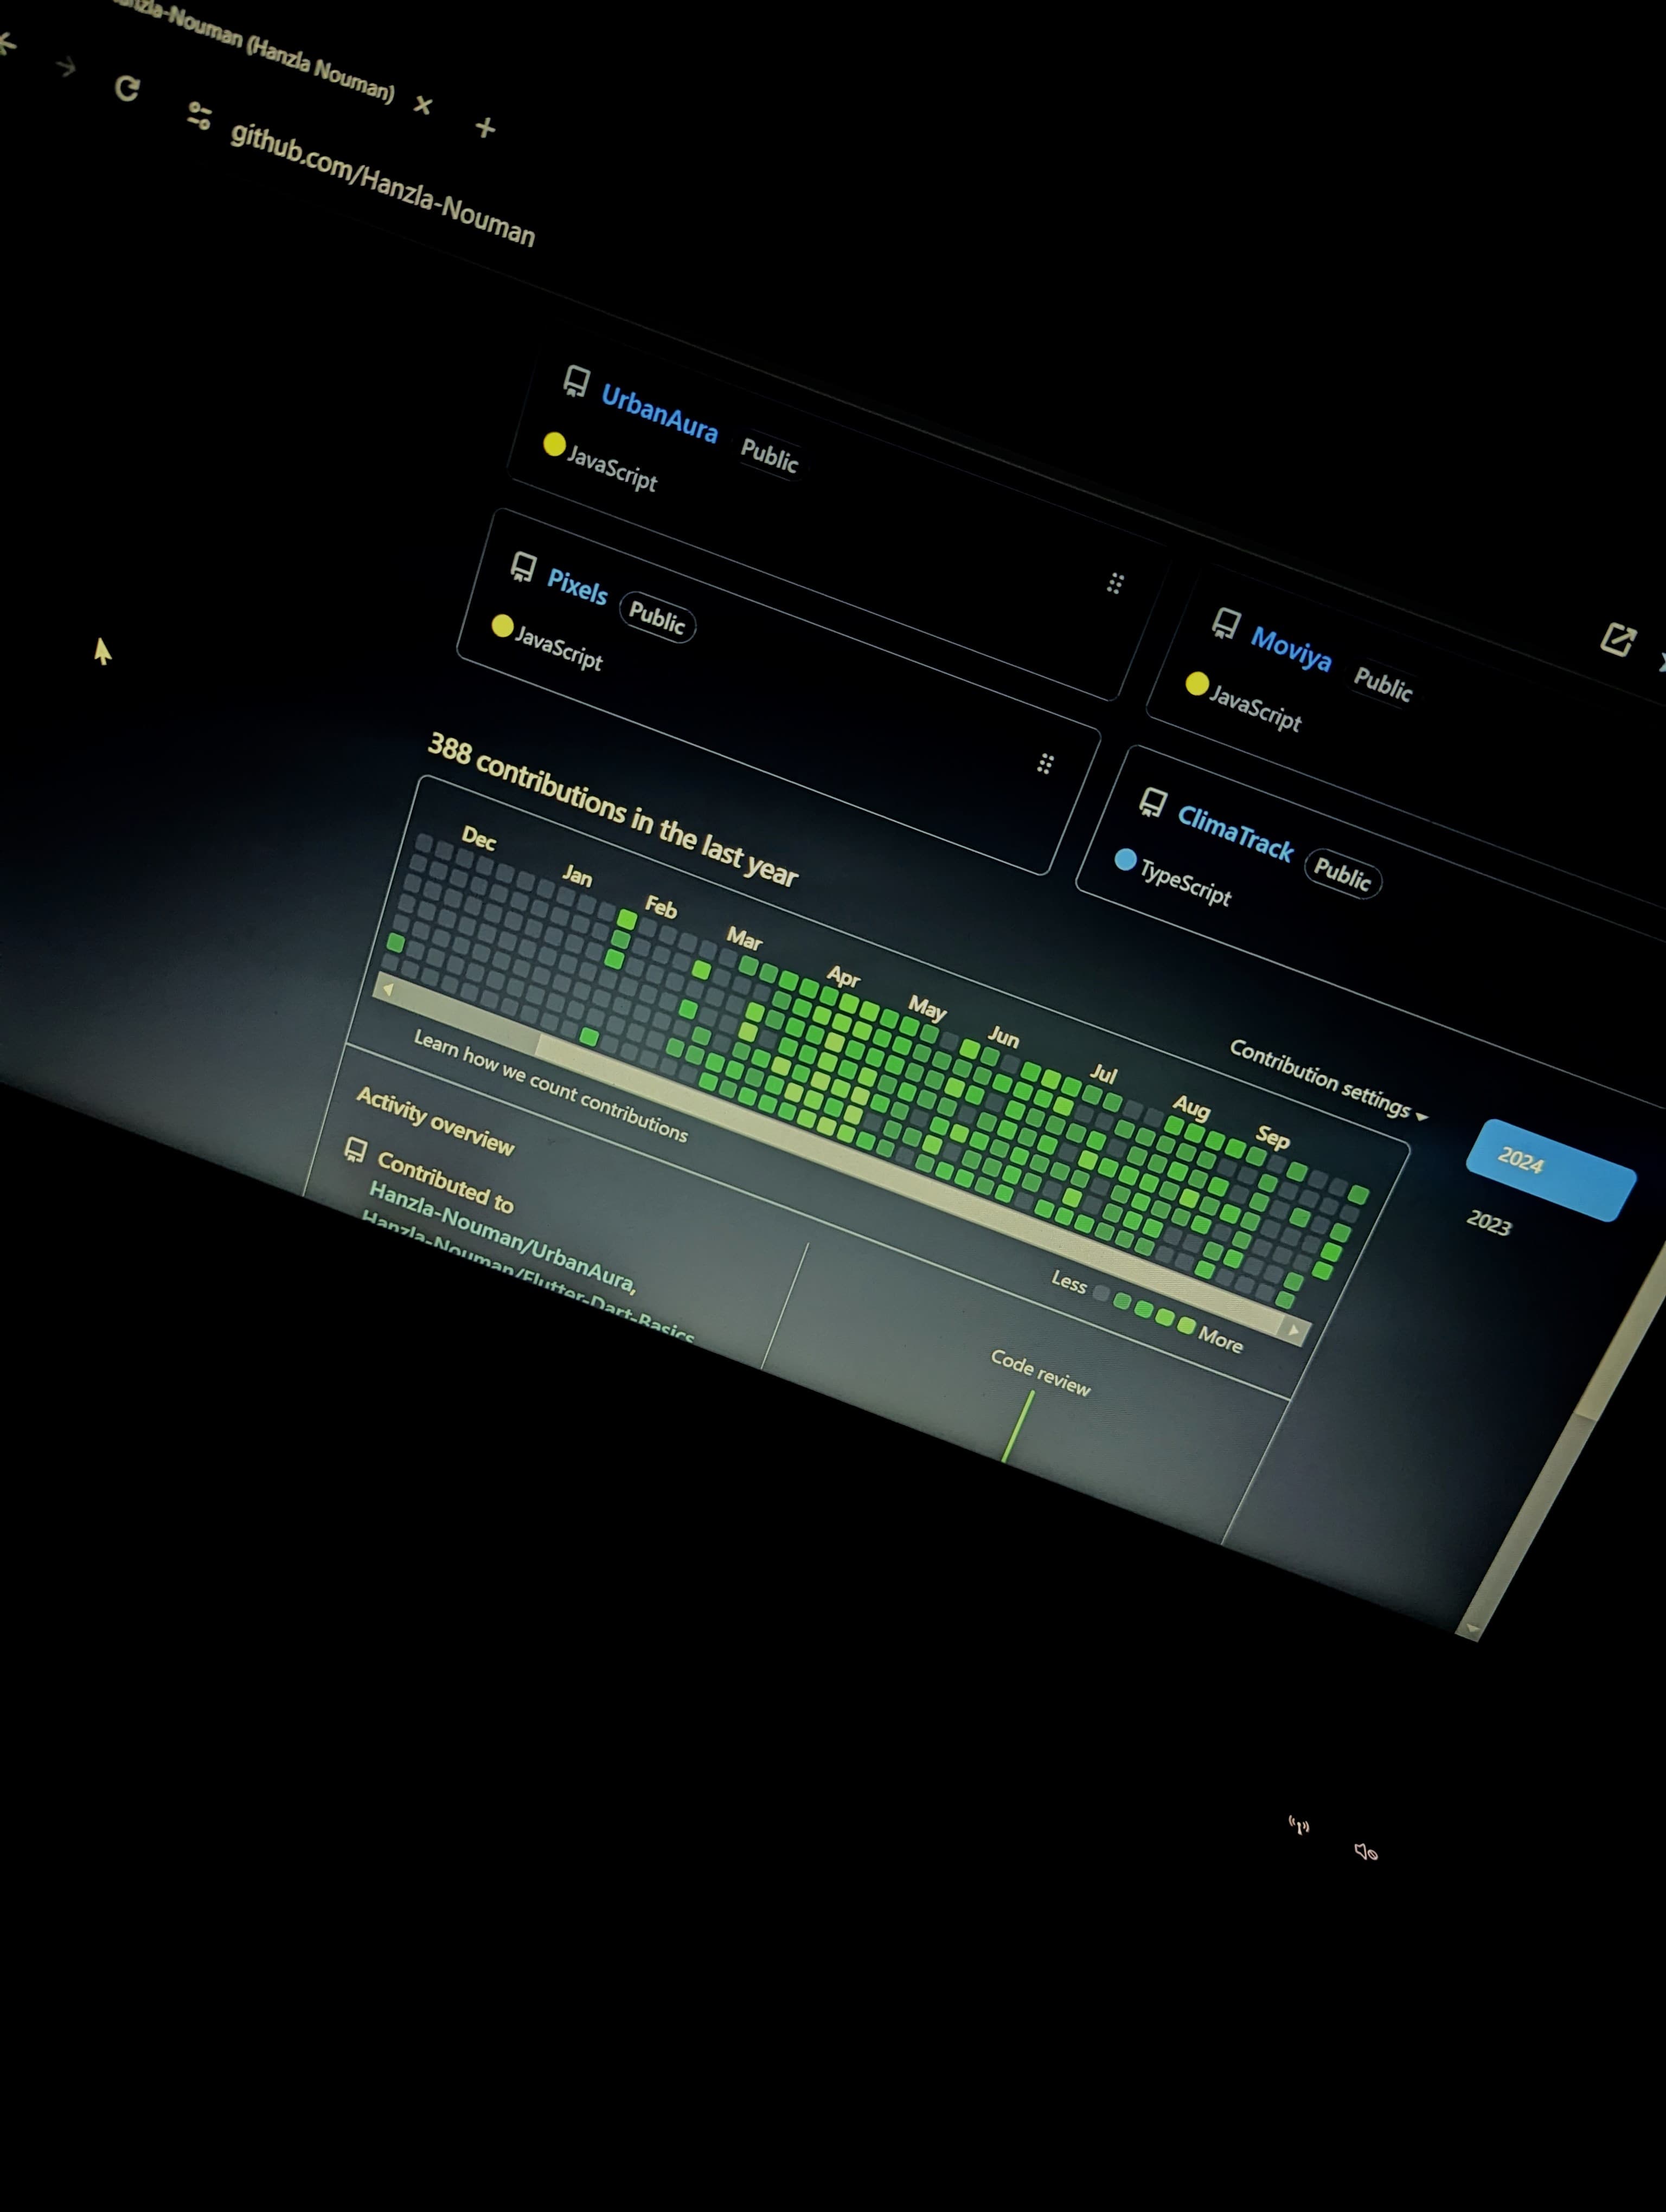 nzla-Nouman (Hanzla Nouman)
github.com/Hanzla-Nouman
UrbanAura Public
JavaScript
Moviya Public
JavaScript
Pixels Public
JavaScript
ClimaTrack Public
TypeScript
388 contributions in the last year
Contribution settings
2024
2023
Dec Jan Feb Mar Apr May Jun Jul Aug Sep
Learn how we count contributions
Less More
Activity overview
Contributed to
Hanzla-Nouman/UrbanAura,
Hanzla-Nouman/Flutter-Dart-Basics
Code review